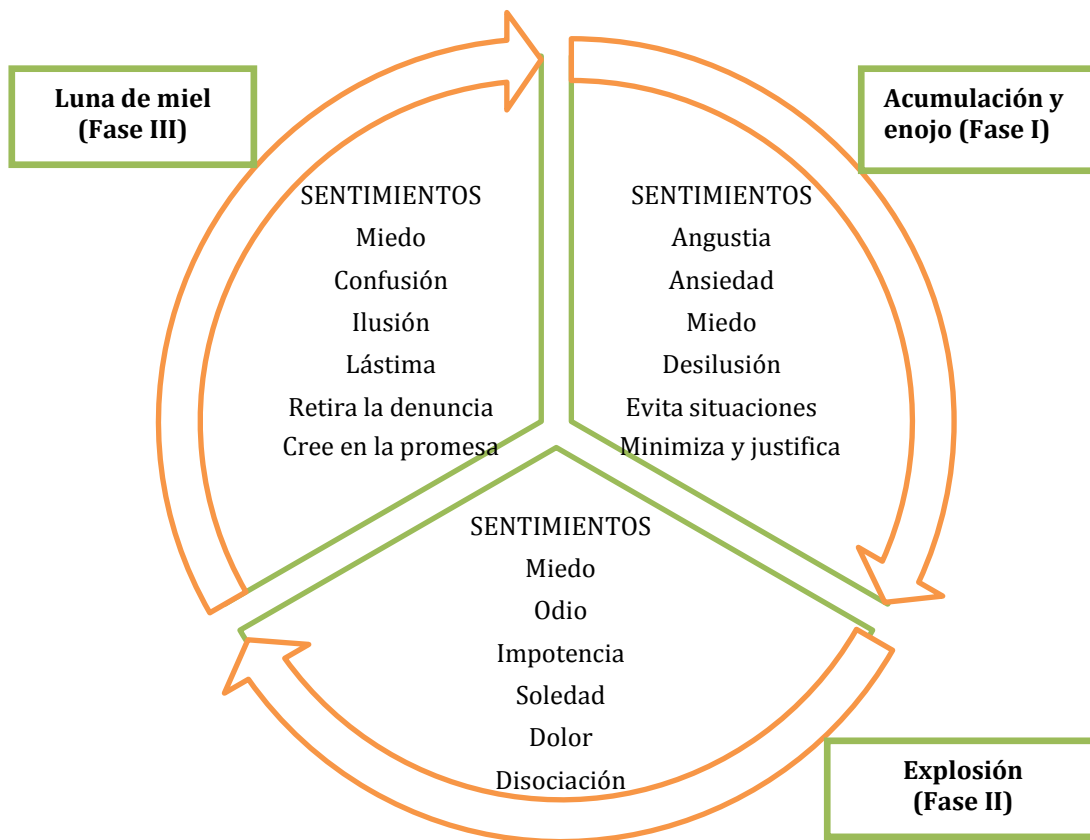 Luna de miel
(Fase III)
Acumulación y
enojo (Fase I)
SENTIMIENTOS
Miedo
Confusión
Ilusión
Lástima
Retira la denuncia
Cree en la promesa
SENTIMIENTOS
Angustia
Ansiedad
Miedo
Desilusión
Evita situaciones
Minimiza y justifica
SENTIMIENTOS
Miedo
Odio
Impotencia
Soledad
Dolor
Disociación
Explosión
(Fase II)